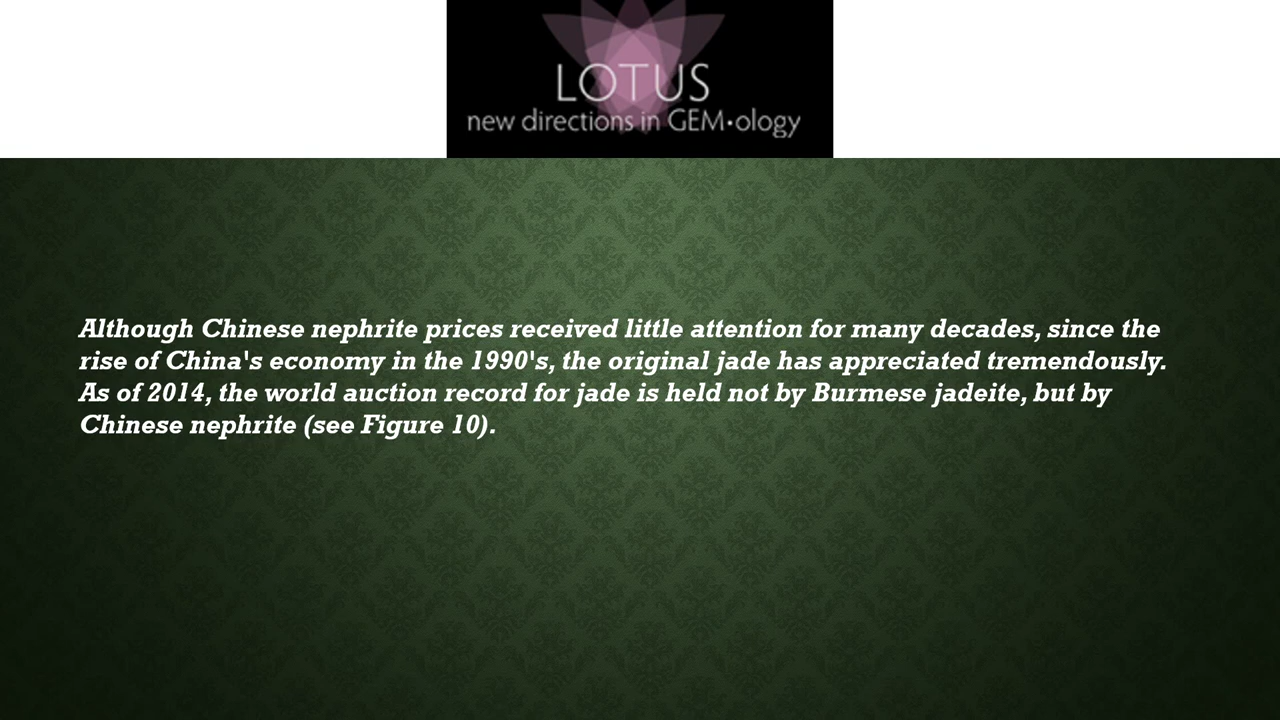 LOTUS
new directions in GEM•ology
Although Chinese nephrite prices received little attention for many decades, since the
rise of China's economy in the 1990's, the original jade has appreciated tremendously.
As of 2014, the world auction record for jade is held not by Burmese jadeite, but by
Chinese nephrite (see Figure 10).